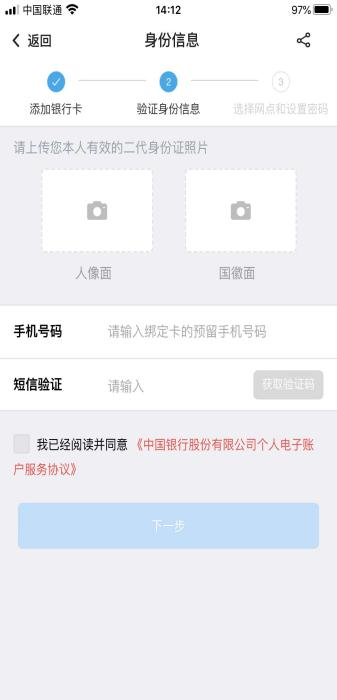 中国联通 14:12 97%
返回 身份信息
2 3
添加银行卡 验证身份信息 选择网点和设置密码
请上传您本人有效的二代身份证照片
人像面 国徽面
手机号码 请输入绑定卡的预留手机号码
短信验证 请输入 获取验证码
我已经阅读并同意 《中国银行股份有限公司个人电子账
户服务协议》
下一步